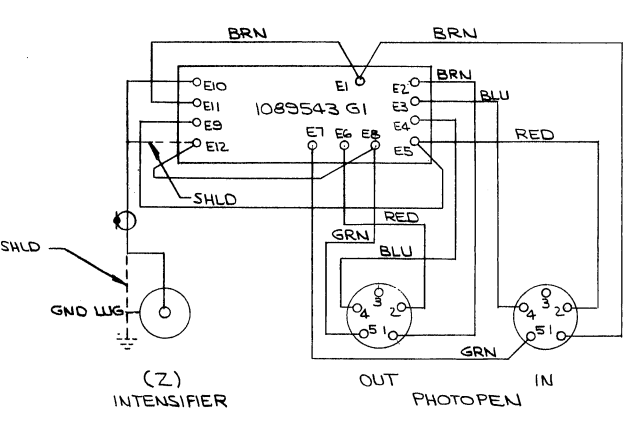 BRN BRN
E10 E1 E2 BRN
E11 1089543 G1 E3 BLU
E9 E7 E6 E8 E4
E12 E5 RED
SHLD
RED
GRN
SHLD BLU
GND LUG
3 3
4 2 4 2
5 1 5 1
GRN
(Z) OUT IN
INTENSIFIER PHOTOPEN